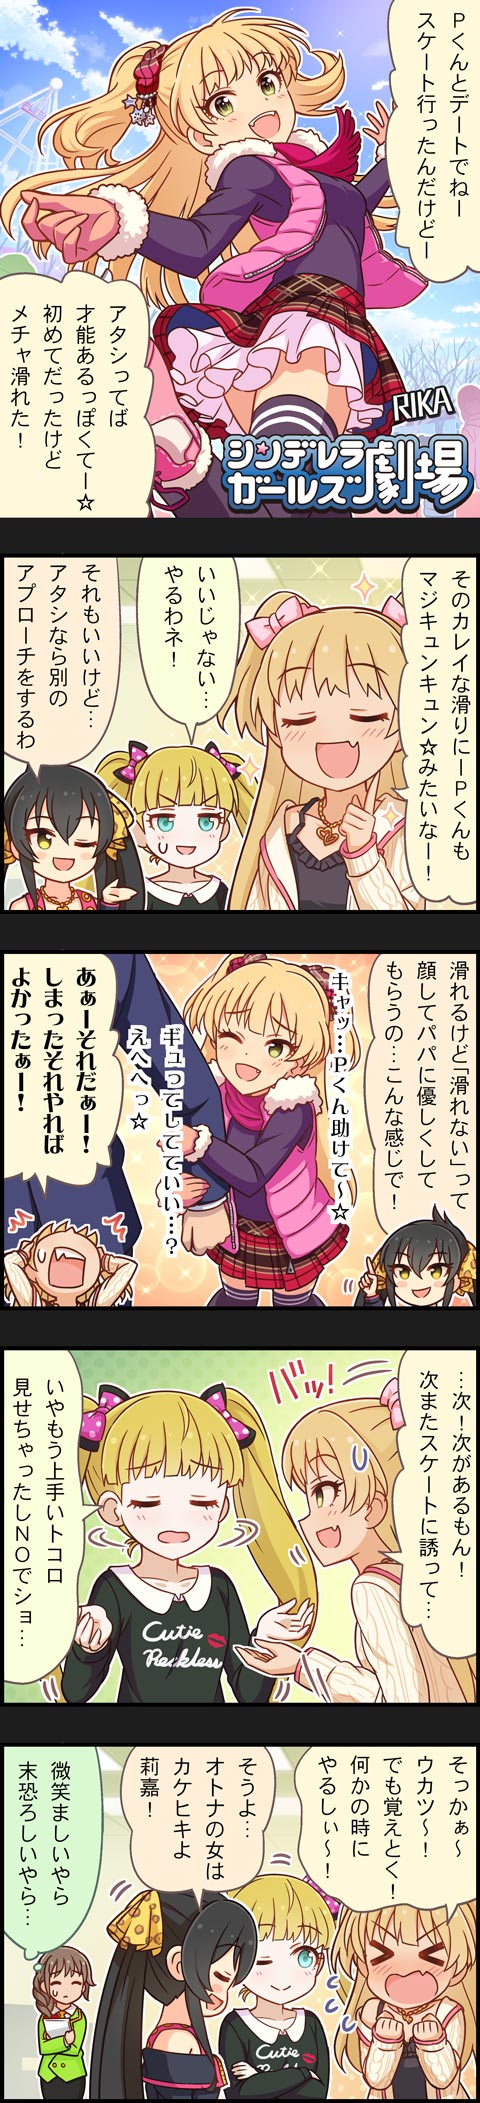 Pくんとデートでねー
スケート行ったんだけどー
アタシってば
才能あるっぽくてー☆
初めてだったけど
メチャ滑れた！
RIKA
シンデレラ
ガールズ劇場
そのカレイな滑りにーPくんも
マジキュンキュン☆みたいなー！
いいじゃない…
やるわネ！
それもいいけど…
アタシなら別の
アプローチをするわ
滑れるけど「滑れない」って
顔してパパに優しくして
もらうの…こんな感じで！
キャッ…Pくん助けて～☆
ギュってしてていい…？
えへへっ☆
あぁーそれだぁー！
しまったそれやれば
よかったぁー！
…次！次があるもん！
次またスケートに誘って…
バッ！
いやもう上手いトコロ
見せちゃったしNOでショ…
Cutie
Reckless
そっかぁ～
ウカツ～！
でも覚えとく！
何かの時に
やるしぃ～！
そうよ…
オトナの女は
カケヒキよ
莉嘉！
微笑ましいやら
末恐ろしいやら…
Cutie